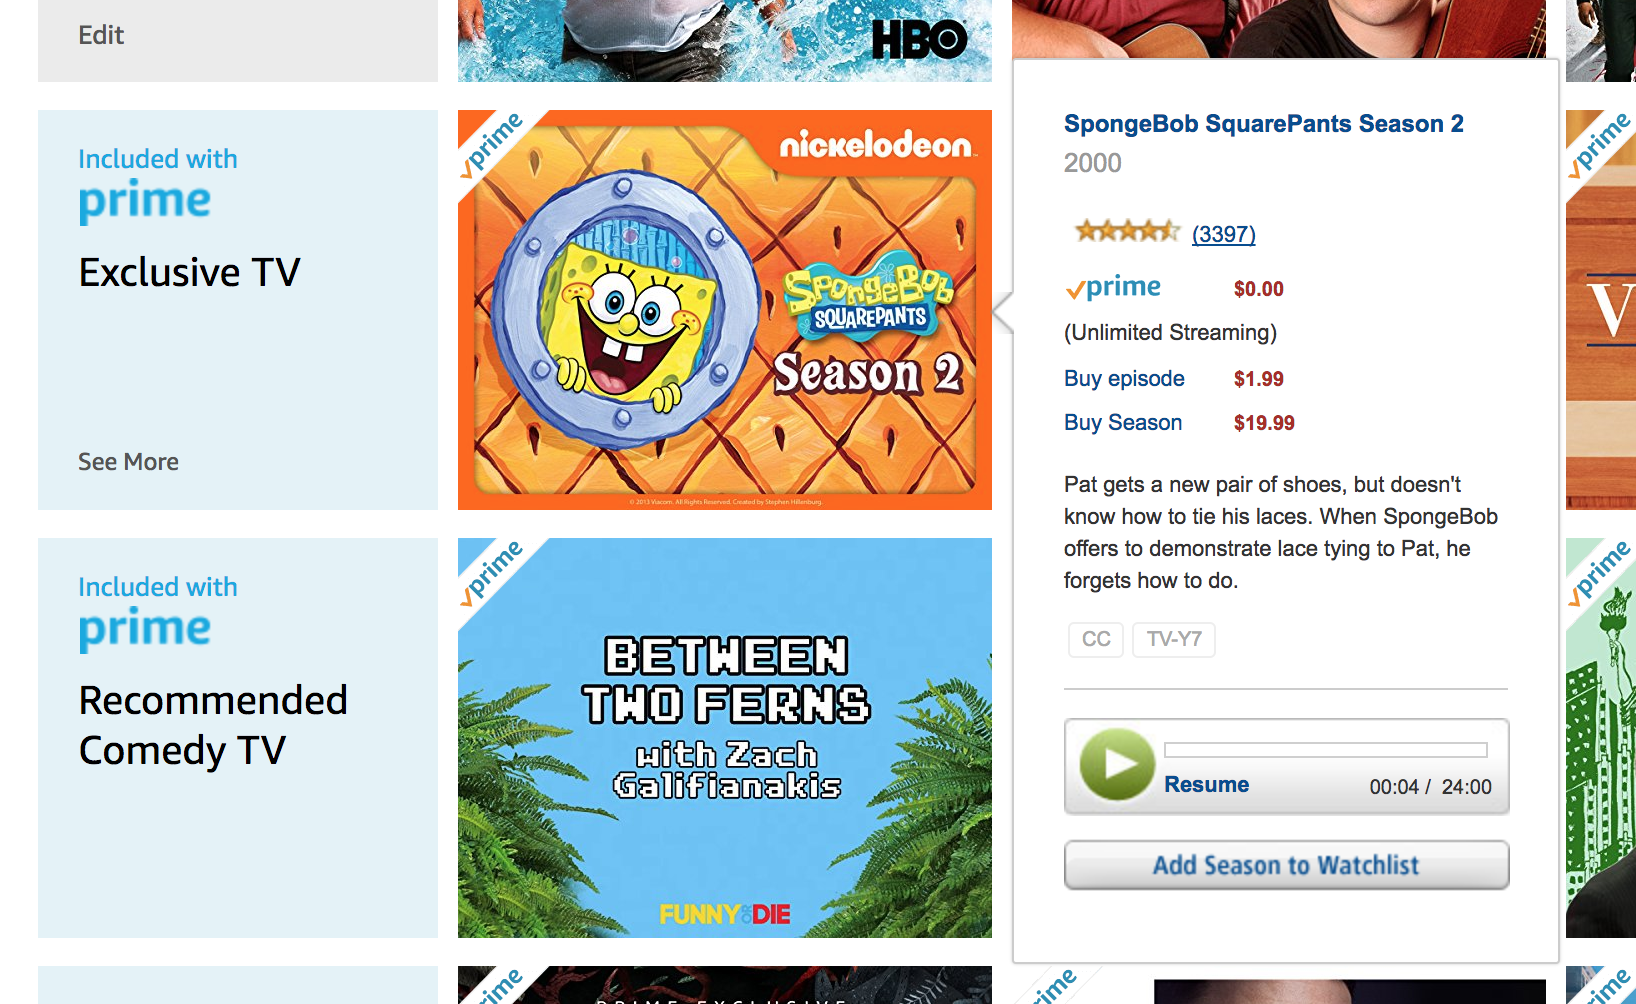 Edit
HBO
Included with
prime
Exclusive TV
See More
prime
nickelodeon
SpongeBob
SQUAREPANTS
Season 2
© 2013 Viacom. All Rights Reserved. Created by Stephen Hillenburg.
SpongeBob SquarePants Season 2
2000
(3397)
prime $0.00
(Unlimited Streaming)
Buy episode $1.99
Buy Season $19.99
Pat gets a new pair of shoes, but doesn't
know how to tie his laces. When SpongeBob
offers to demonstrate lace tying to Pat, he
forgets how to do.
CC TV-Y7
Resume 00:04 / 24:00
Add Season to Watchlist
prime
V
Included with
prime
Recommended
Comedy TV
prime
BETWEEN
TWO FERNS
with Zach
Galifianakis
FUNNY OR DIE
prime
prime
PRIME EXCLUSIVE
prime
prime